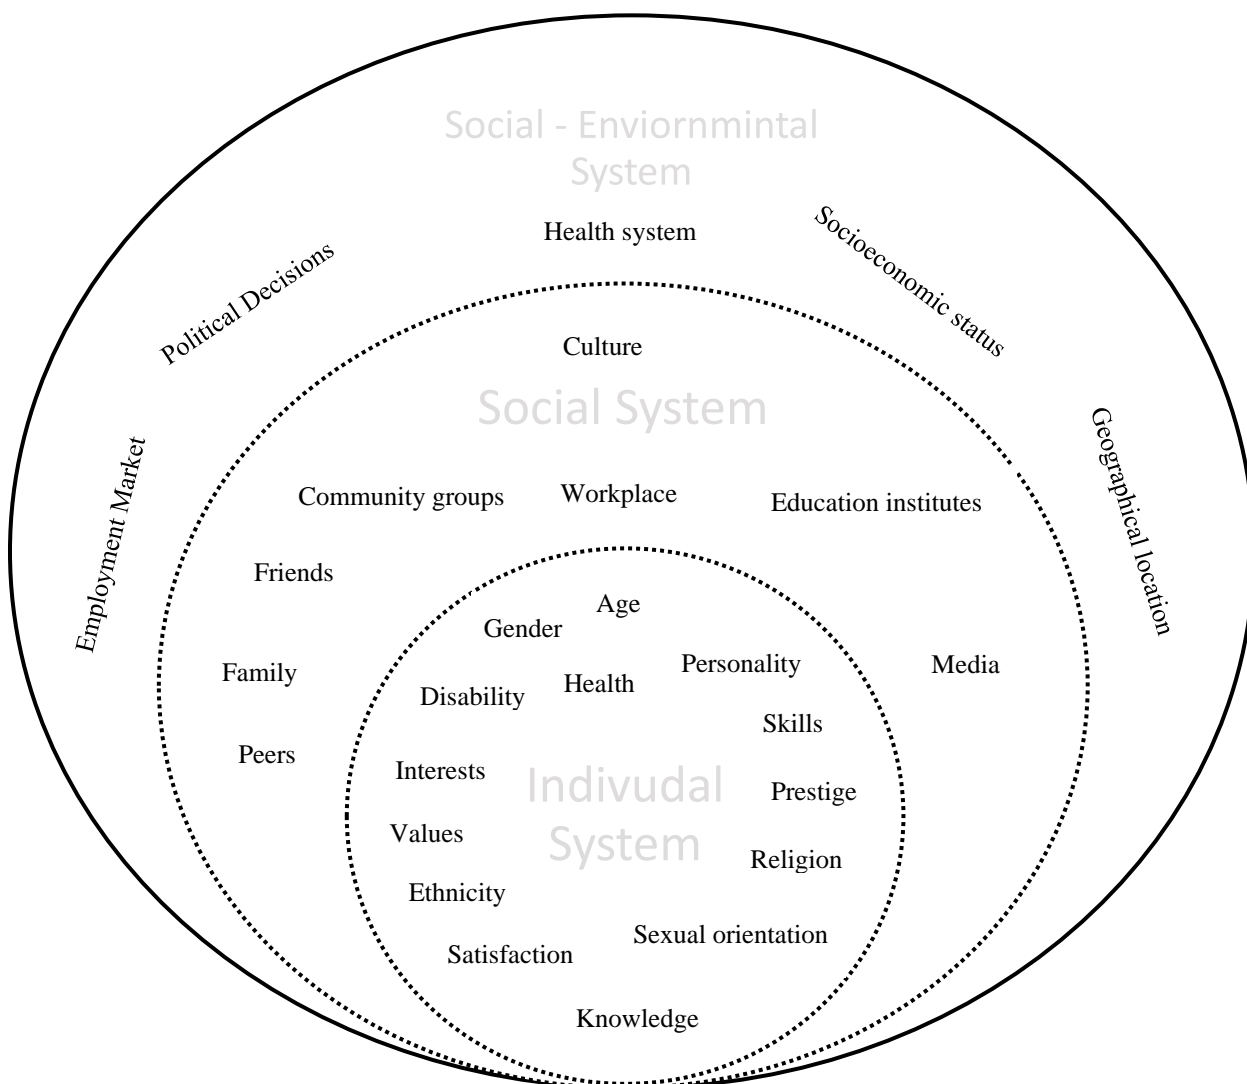 Social - Enviornmintal
System
Health system
Socioeconomic status
Political Decisions
Culture
Social System
Geographical location
Employment Market
Community groups
Workplace
Education institutes
Friends
Age
Gender
Family
Personality
Media
Disability
Health
Skills
Peers
Interests
Indivudal
System
Prestige
Values
Religion
Ethnicity
Sexual orientation
Satisfaction
Knowledge